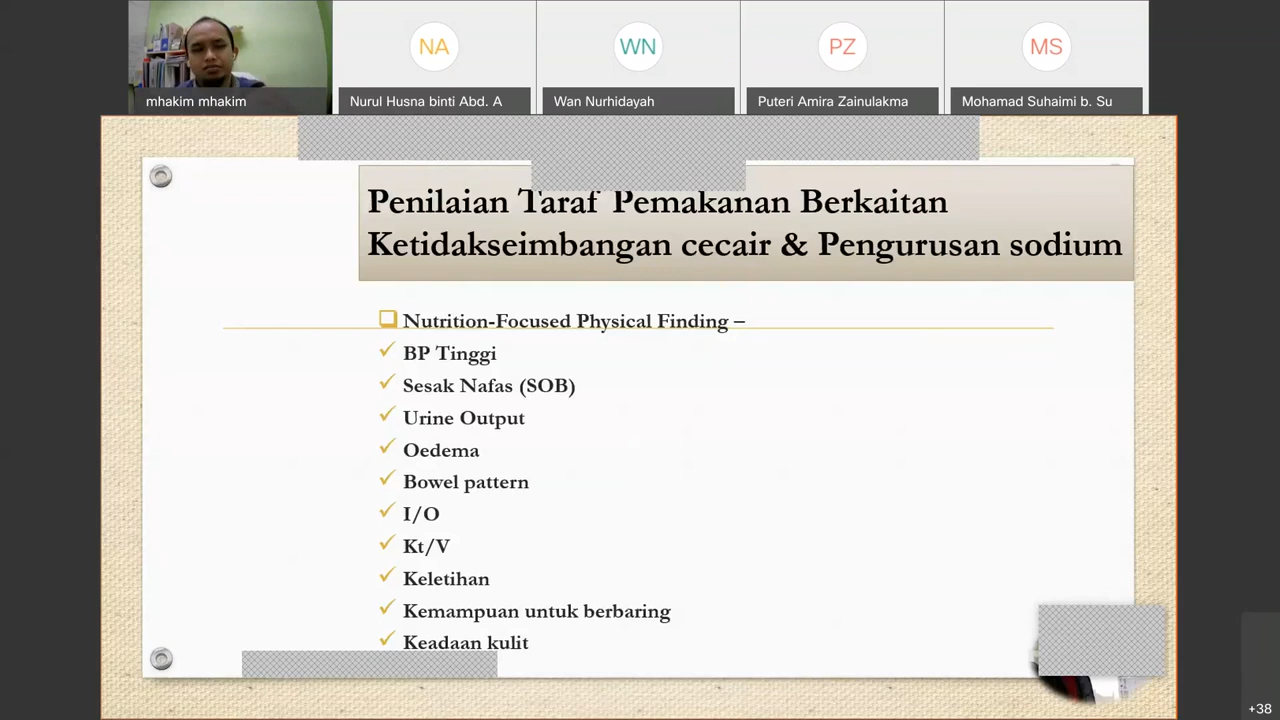 NA
WN
PZ
MS
mhakim mhakim
Nurul Husna binti Abd. A
Wan Nurhidayah
Puteri Amira Zainulakma
Mohamad Suhaimi b. Su
Penilaian Taraf Pemakanan Berkaitan
Ketidakseimbangan cecair & Pengurusan sodium
Nutrition-Focused Physical Finding –
BP Tinggi
Sesak Nafas (SOB)
Urine Output
Oedema
Bowel pattern
I/O
Kt/V
Keletihan
Kemampuan untuk berbaring
Keadaan kulit
+38